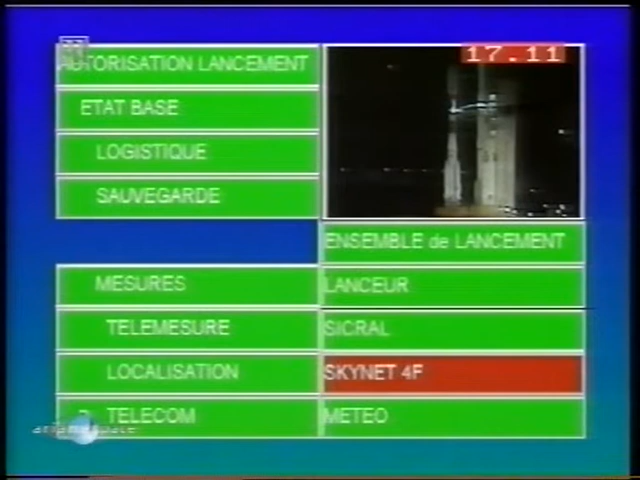 17.11
AUTORISATION LANCEMENT
ETAT BASE
LOGISTIQUE
SAUVEGARDE
ENSEMBLE de LANCEMENT
MESURES
LANCEUR
TELEMESURE
SICRAL
LOCALISATION
SKYNET 4F
TELECOM
METEO
arianespace